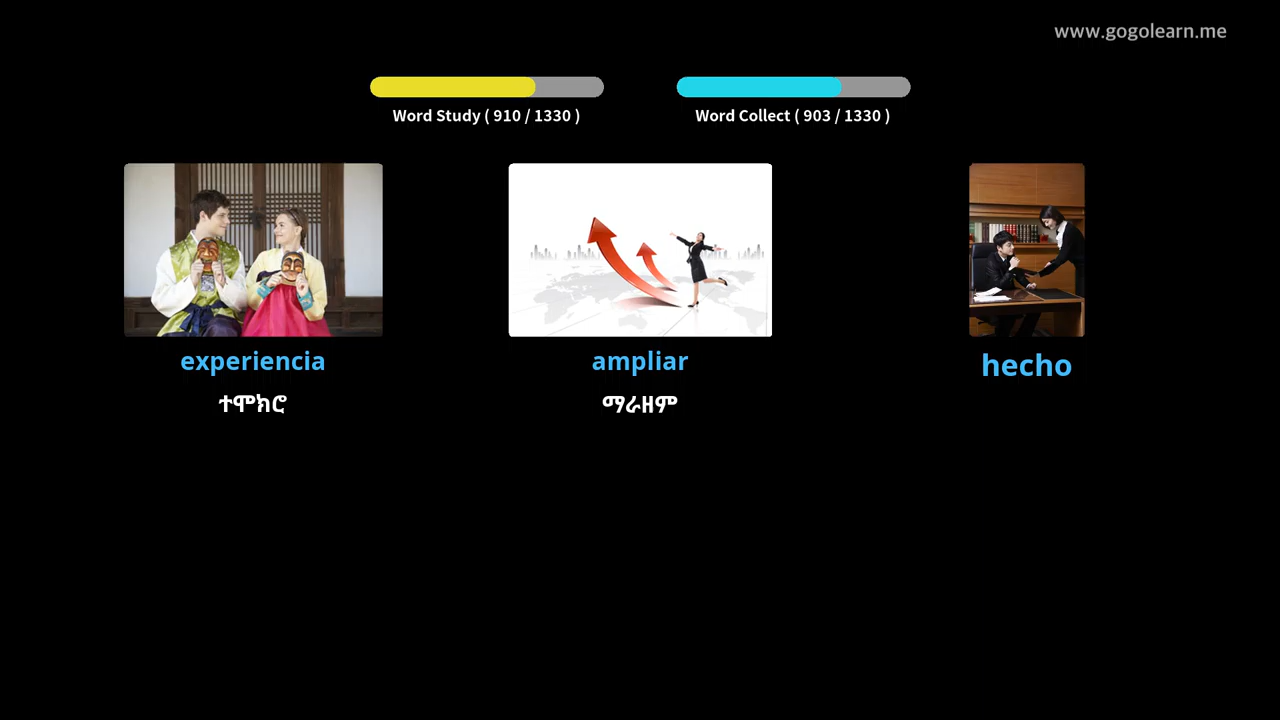 www.gogolearn.me
Word Study ( 910 / 1330 )
Word Collect ( 903 / 1330 )
experiencia
ተሞክሮ
ampliar
ማራዘም
hecho